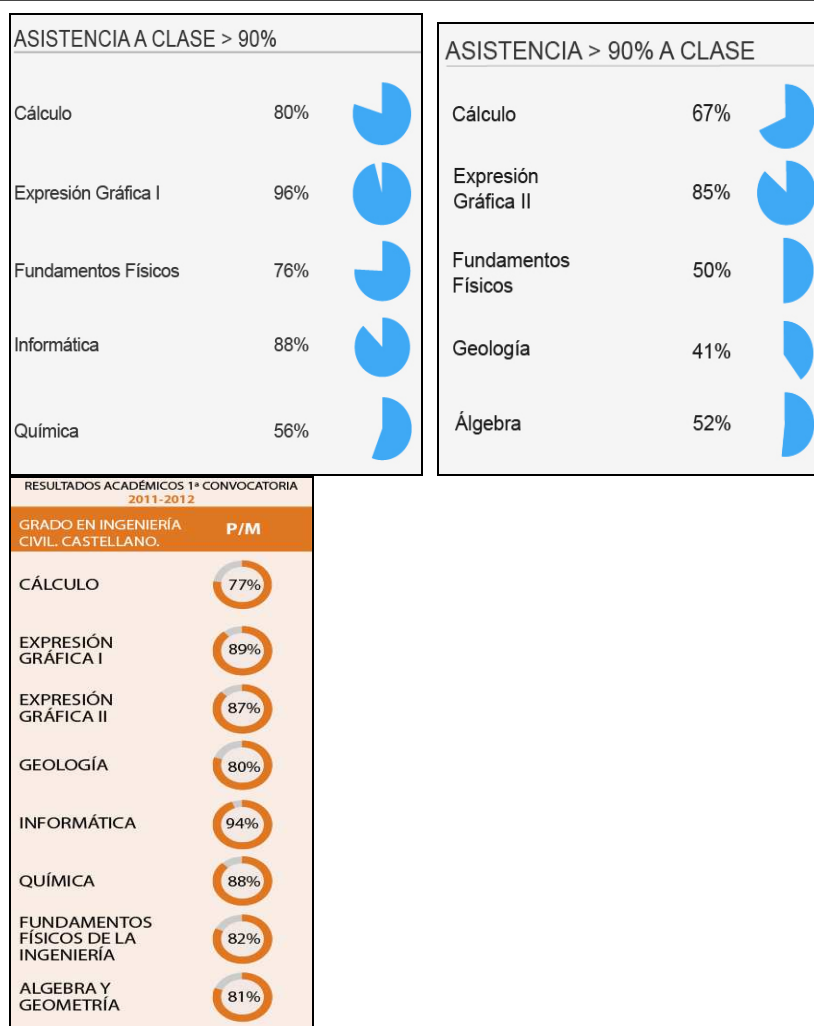 ASISTENCIA A CLASE > 90%
Cálculo 80%
Expresión Gráfica I 96%
Fundamentos Físicos 76%
Informática 88%
Química 56%
ASISTENCIA > 90% A CLASE
Cálculo 67%
Expresión
Gráfica II 85%
Fundamentos
Físicos 50%
Geología 41%
Álgebra 52%
RESULTADOS ACADÉMICOS 1ª CONVOCATORIA
2011-2012
GRADO EN INGENIERÍA
CIVIL. CASTELLANO. P/M
CÁLCULO 77%
EXPRESIÓN
GRÁFICA I 89%
EXPRESIÓN
GRÁFICA II 87%
GEOLOGÍA 80%
INFORMÁTICA 94%
QUÍMICA 88%
FUNDAMENTOS
FÍSICOS DE LA 82%
INGENIERÍA
ALGEBRA Y
GEOMETRÍA 81%